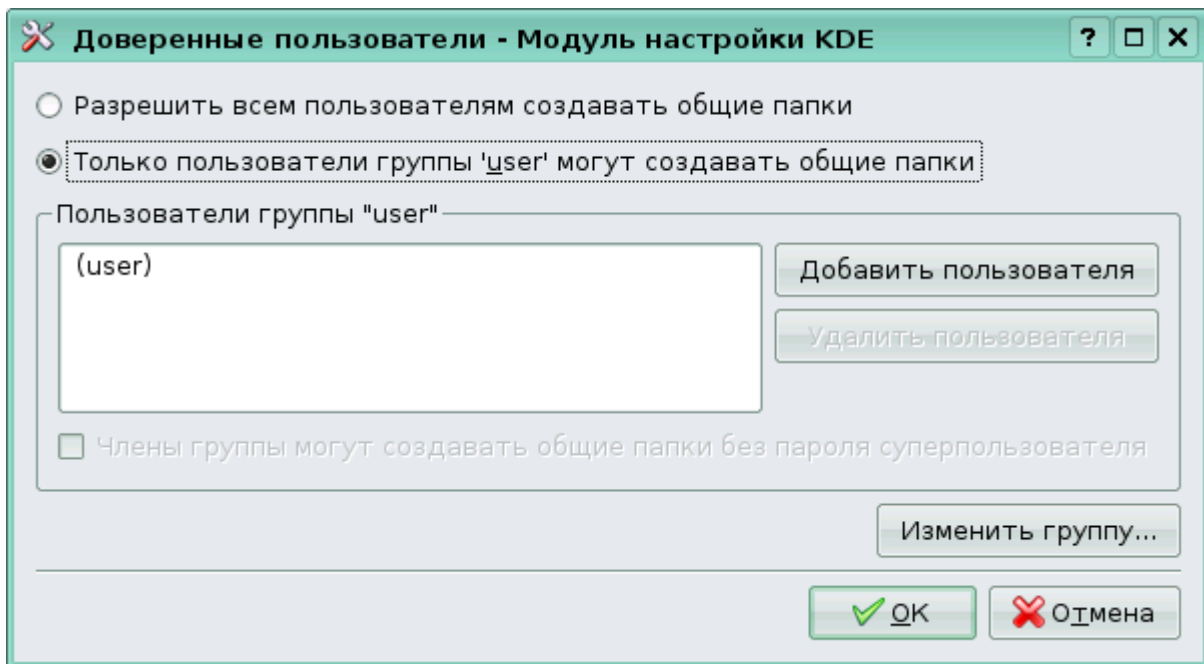 Доверенные пользователи - Модуль настройки KDE
Разрешить всем пользователям создавать общие папки
Только пользователи группы 'user' могут создавать общие папки
Пользователи группы "user"
(user)
Добавить пользователя
Удалить пользователя
Члены группы могут создавать общие папки без пароля суперпользователя
Изменить группу...
OK
Отмена